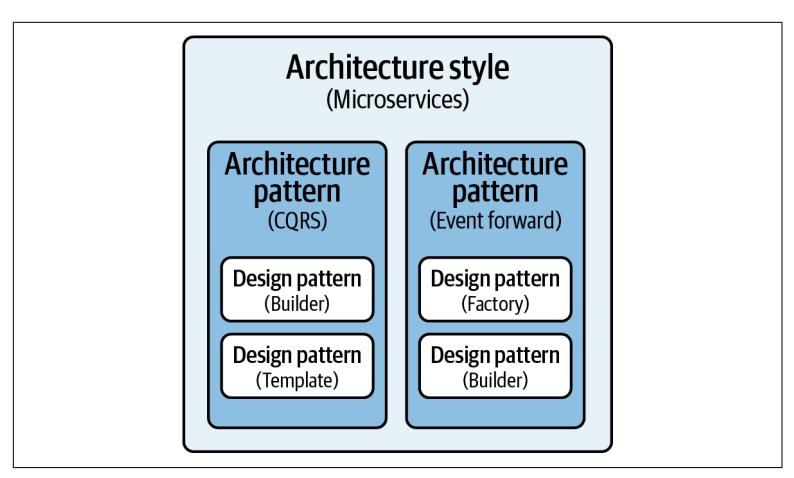 Architecture style
(Microservices)
Architecture
pattern
(CQRS)
Design pattern
(Builder)
Design pattern
(Template)
Architecture
pattern
(Event forward)
Design pattern
(Factory)
Design pattern
(Builder)